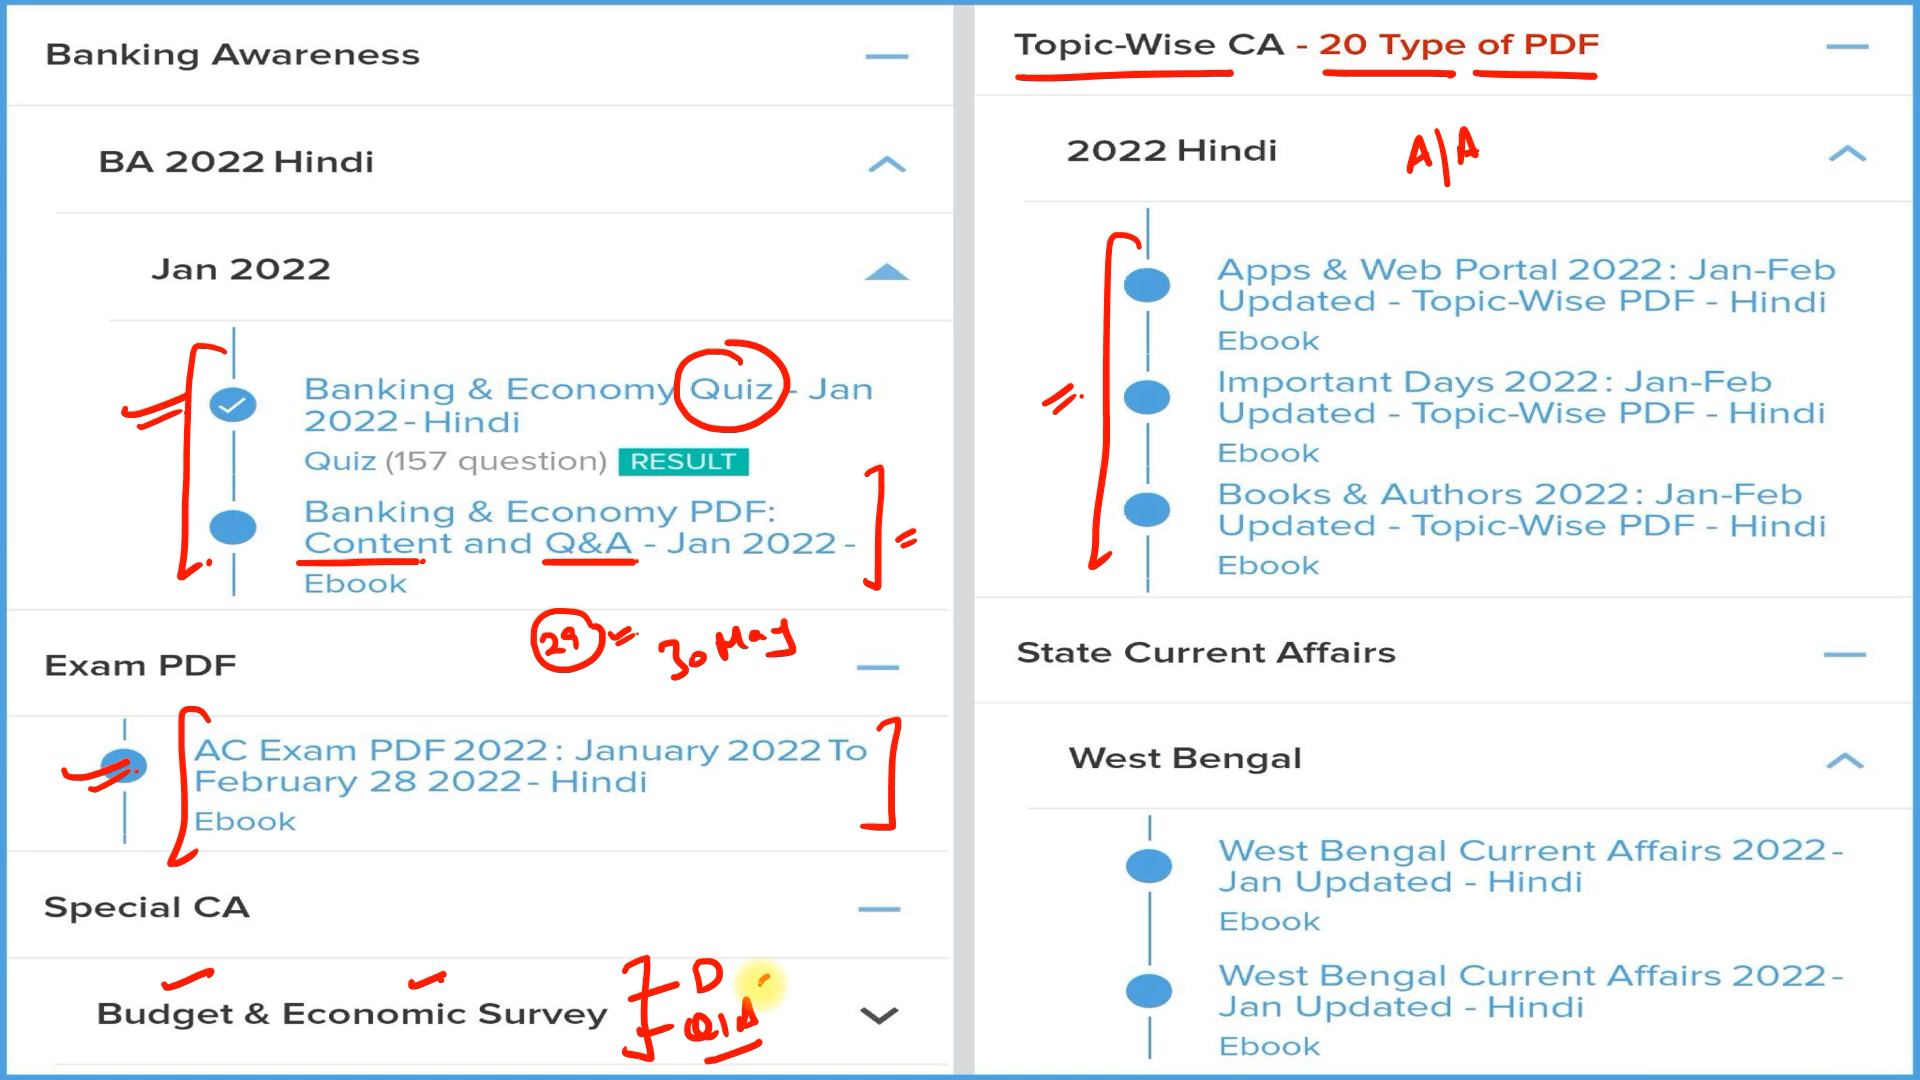 Banking Awareness
BA 2022 Hindi
Jan 2022
Banking & Economy Quiz - Jan
2022 - Hindi
Quiz (157 question) RESULT
Banking & Economy PDF:
Content and Q&A - Jan 2022 -
Ebook
29 = 30 May
Exam PDF
AC Exam PDF 2022 : January 2022 To
February 28 2022 - Hindi
Ebook
Special CA
D
Budget & Economic Survey
Q|A
Topic-Wise CA - 20 Type of PDF
2022 Hindi
A|A
Apps & Web Portal 2022 : Jan-Feb
Updated - Topic-Wise PDF - Hindi
Ebook
Important Days 2022 : Jan-Feb
Updated - Topic-Wise PDF - Hindi
Ebook
Books & Authors 2022 : Jan-Feb
Updated - Topic-Wise PDF - Hindi
Ebook
State Current Affairs
West Bengal
West Bengal Current Affairs 2022 -
Jan Updated - Hindi
Ebook
West Bengal Current Affairs 2022 -
Jan Updated - Hindi
Ebook